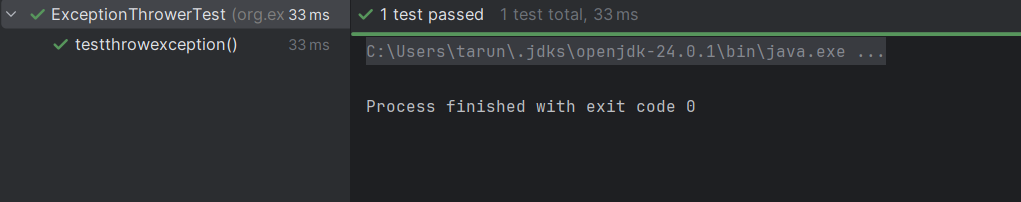 ExceptionThrowerTest (org.ex 33 ms
testthrowexception() 33 ms
1 test passed 1 test total, 33 ms
C:\Users\tarun\.jdks\openjdk-24.0.1\bin\java.exe ...
Process finished with exit code 0